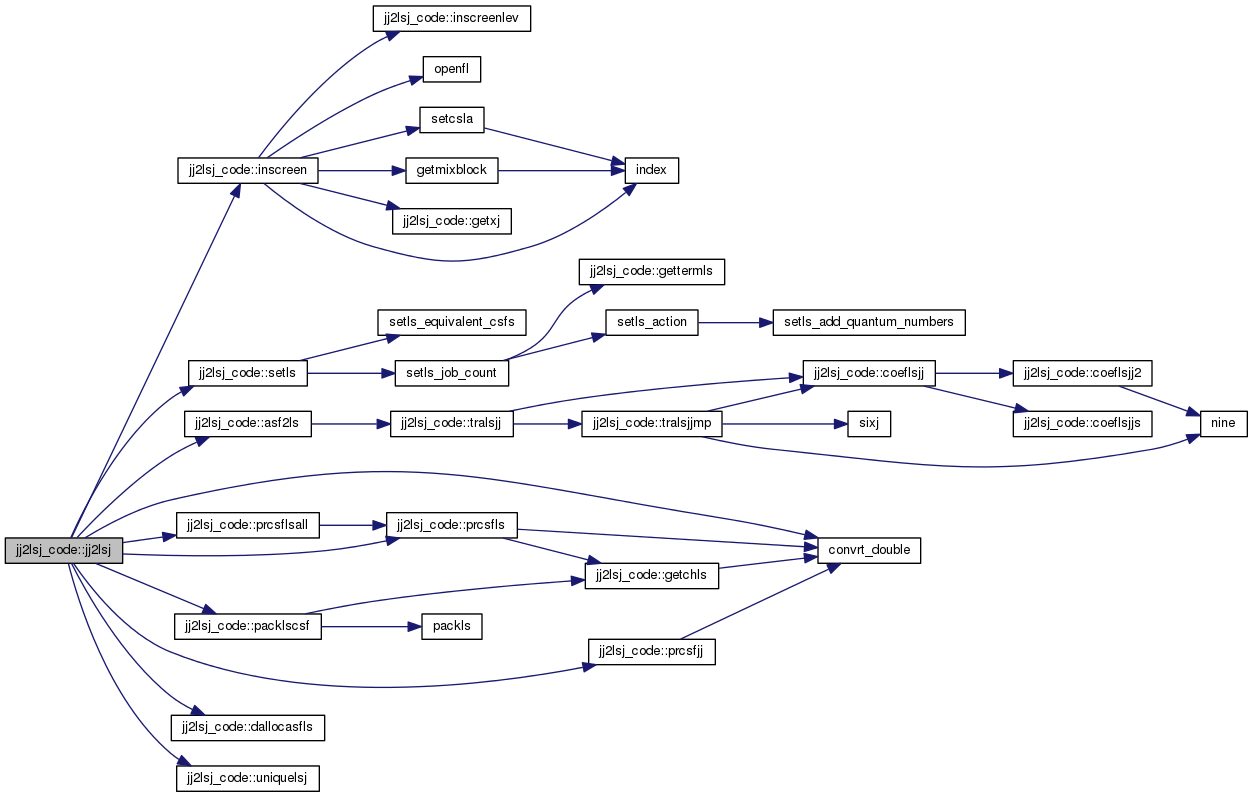 jj2lsj_code::inscreenlev
openfl
setcsla
jj2lsj_code::inscreen
getmixblock
index
jj2lsj_code::getxj
jj2lsj_code::gettermls
setls_equivalent_csfs
setls_action
setls_add_quantum_numbers
jj2lsj_code::setls
setls_job_count
jj2lsj_code::coeflsjj
jj2lsj_code::coeflsjj2
jj2lsj_code::asf2ls
jj2lsj_code::tralsjj
jj2lsj_code::tralsjjmp
sixj
jj2lsj_code::coeflsjjs
nine
jj2lsj_code::prcsflsall
jj2lsj_code::prcsfls
jj2lsj_code::jj2lsj
convrt_double
jj2lsj_code::getchls
jj2lsj_code::packlscsf
packls
jj2lsj_code::prcsfjj
jj2lsj_code::dallocasfls
jj2lsj_code::uniquelsj